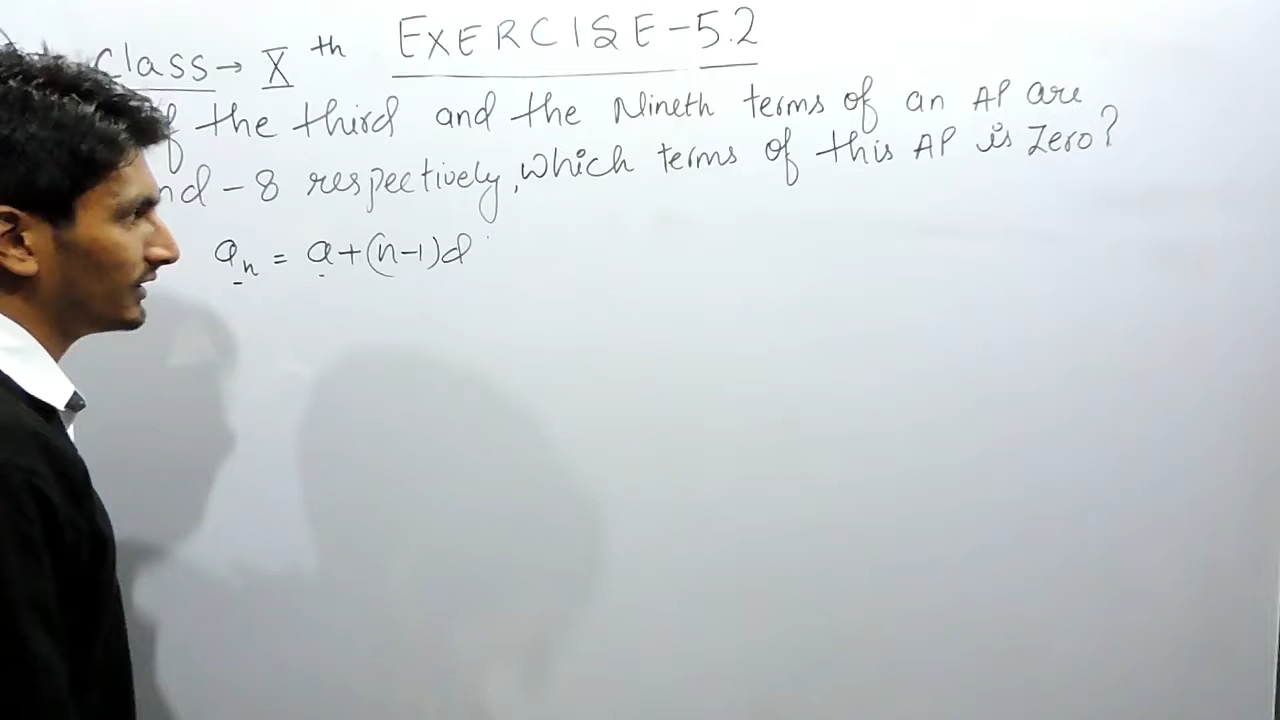 Class → X th EXERCISE-5.2
the third and the Nineth terms of an AP are
-8 respectively, which terms of this AP is Zero?
an = a+(n-1)d